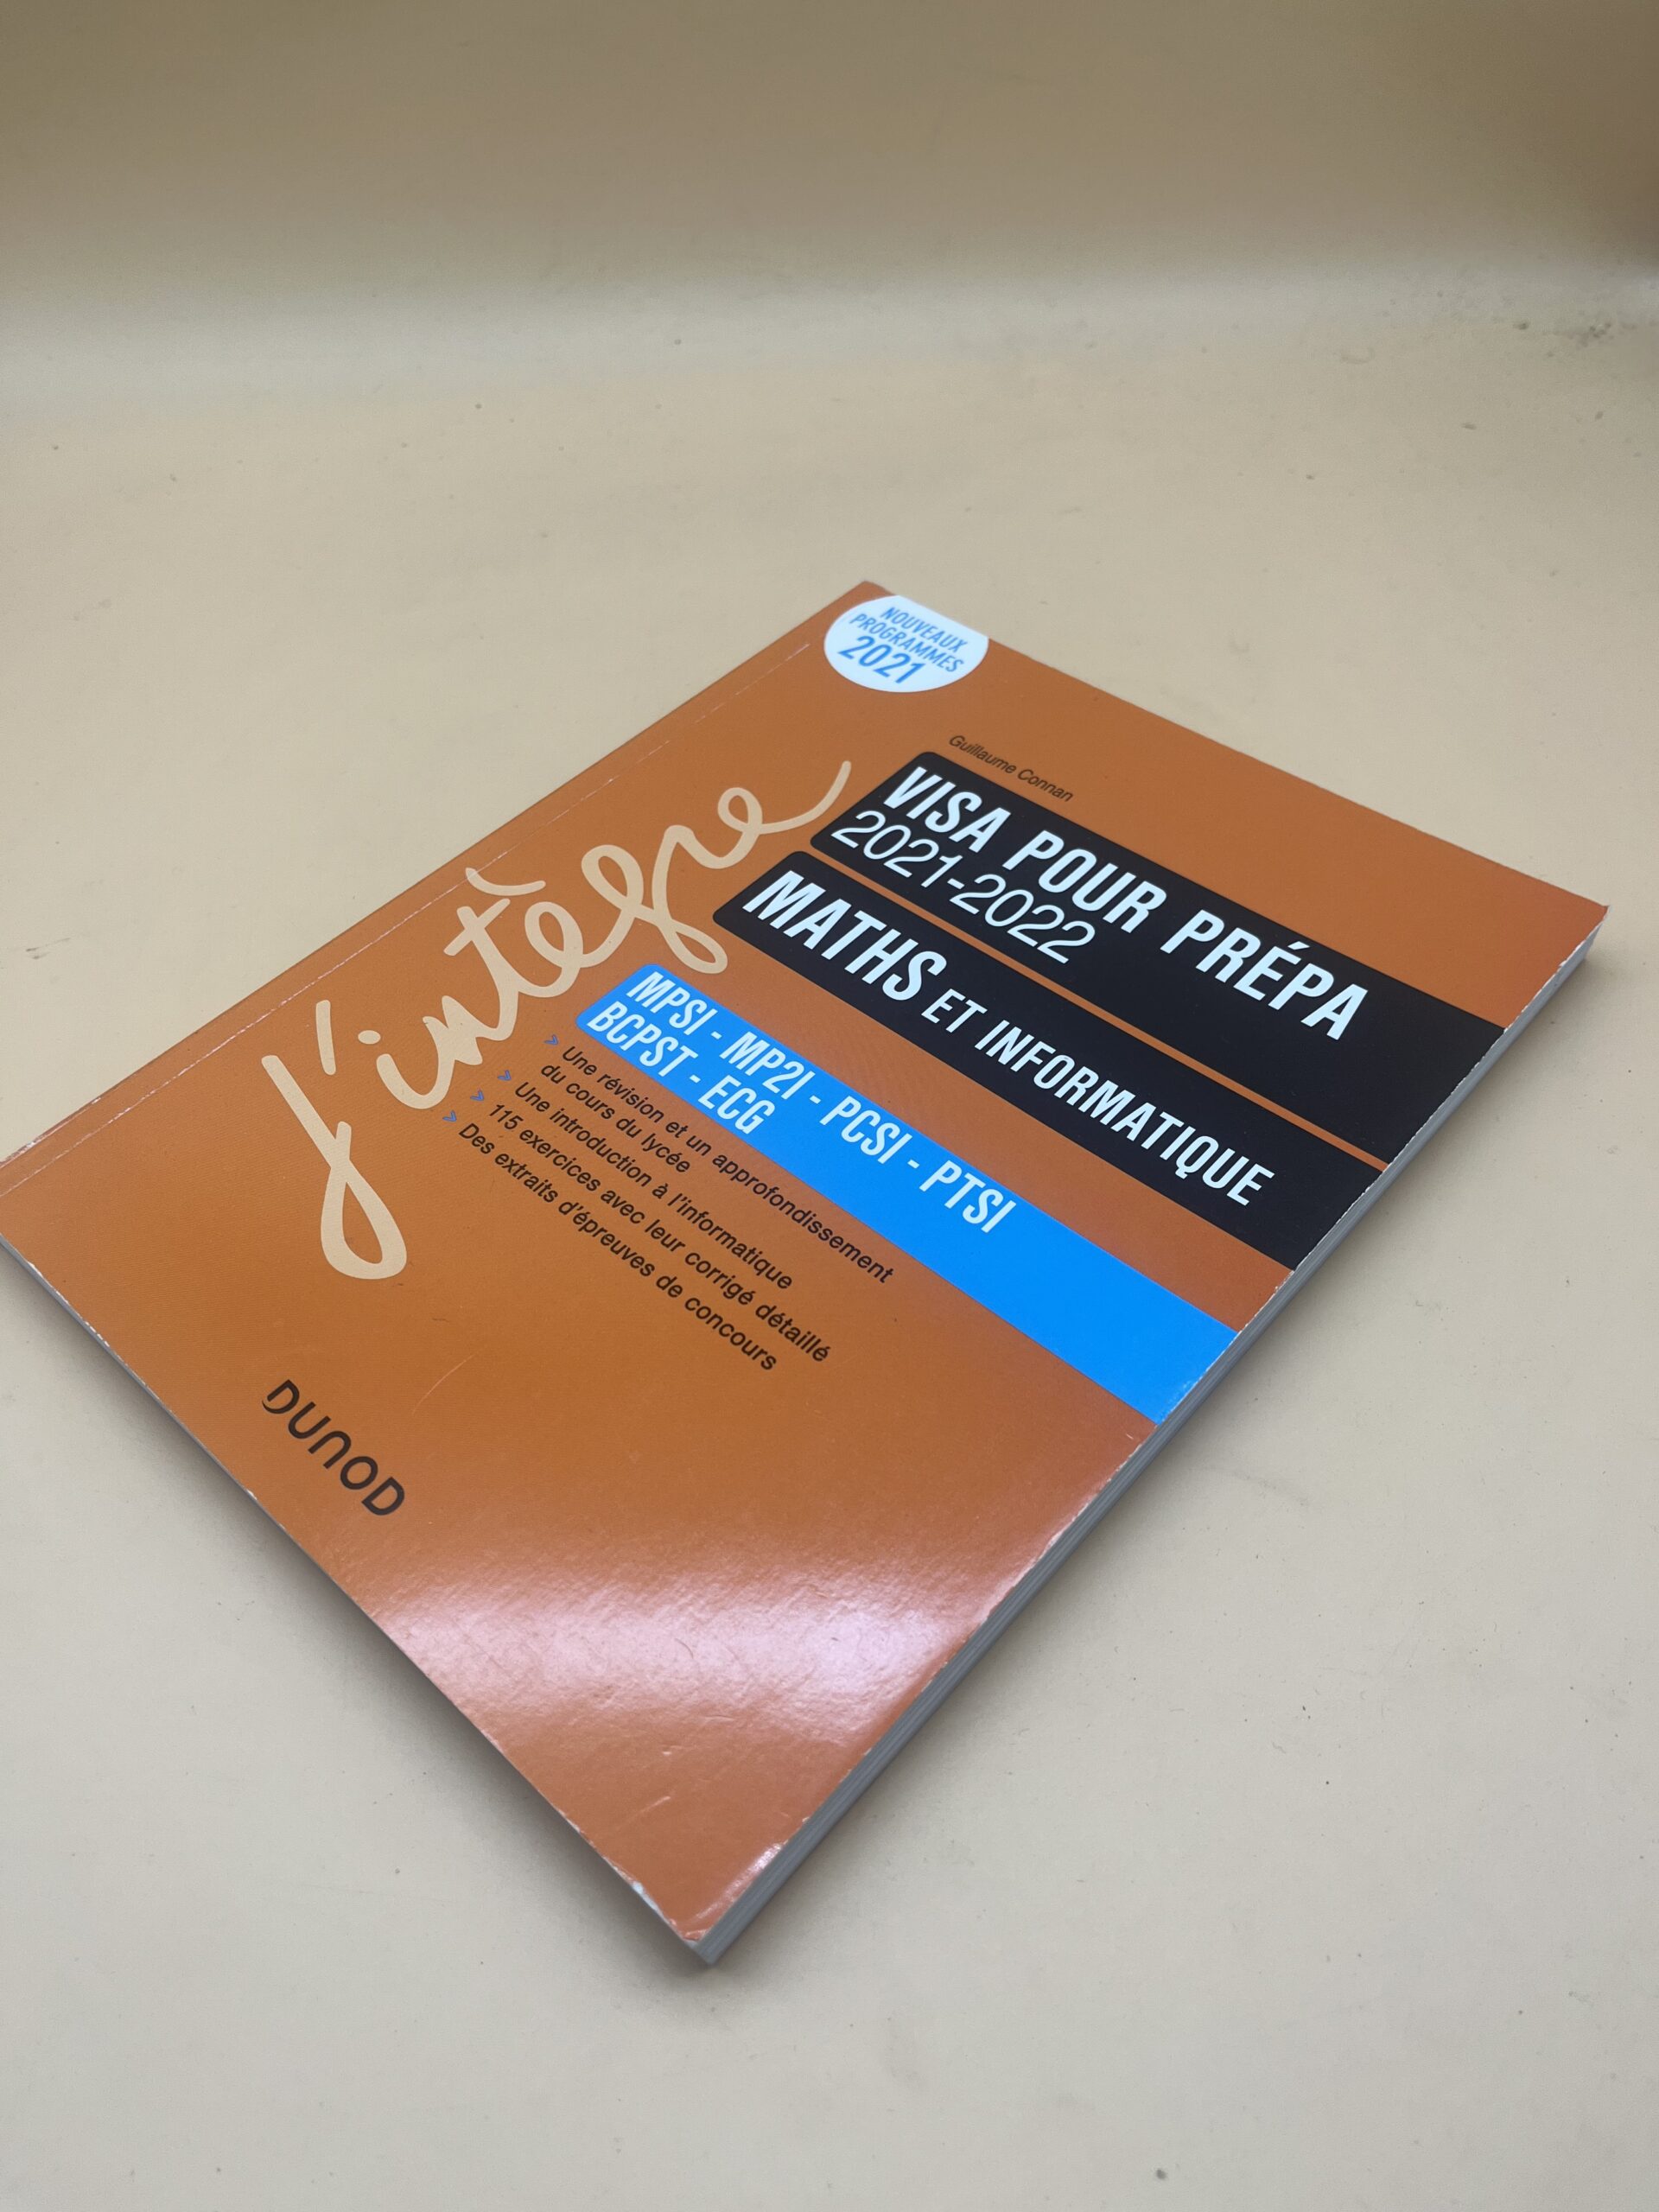 NOUVEAUX
PROGRAMMES
2021
Guillaume Connan
VISA POUR PRÉPA
2021-2022
MATHS ET INFORMATIQUE
j'intègre
MPSI - MP2I - PCSI - PTSI
BCPST - ECG
Une révision et un approfondissement
du cours du lycée
Une introduction à l'informatique
115 exercices avec leur corrigé détaillé
Des extraits d'épreuves de concours
DUNOD